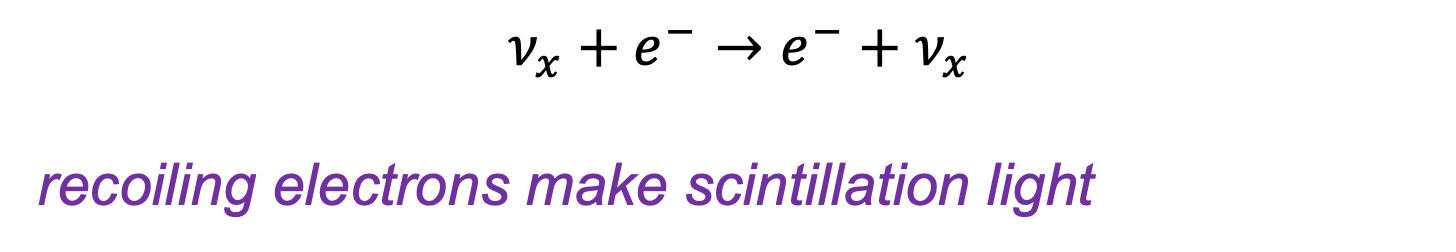 νₓ + e⁻ → e⁻ + νₓ
recoiling electrons make scintillation light